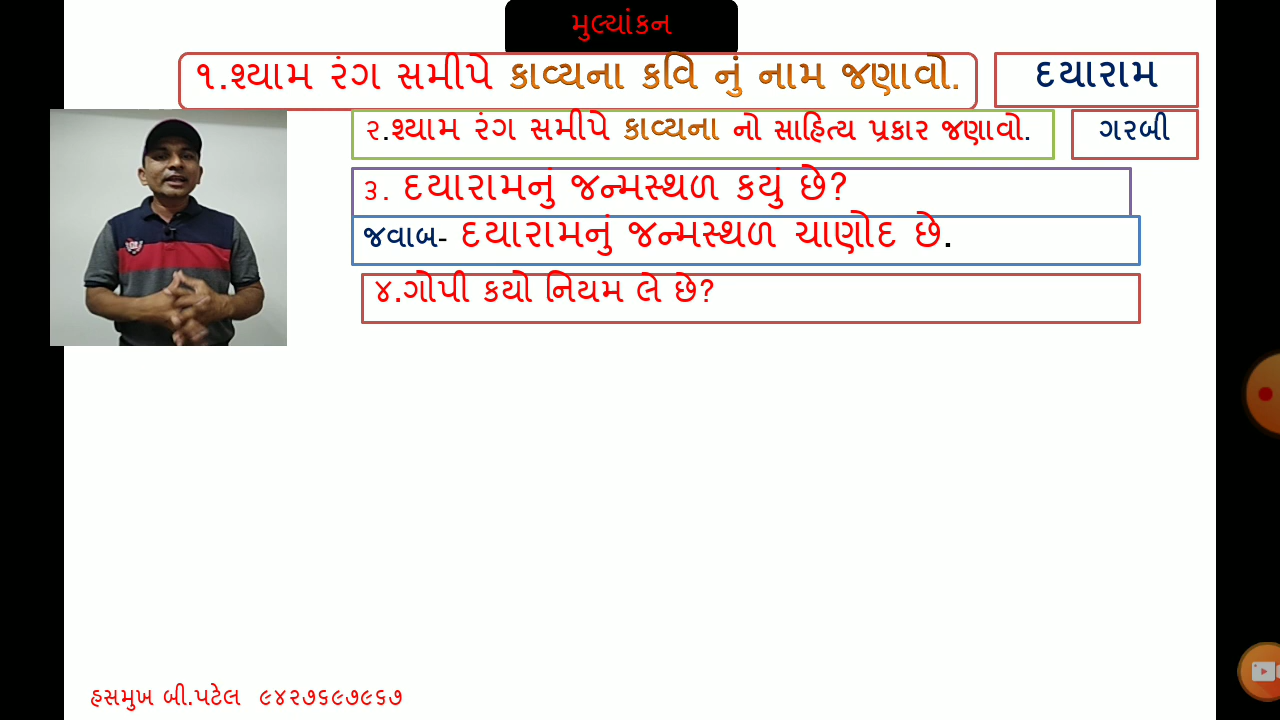 મુલ્યાંકન
૧.શ્યામ રંગ સમીપે કાવ્યના કવિ નું નામ જણાવો. દયારામ
૨.શ્યામ રંગ સમીપે કાવ્યના નો સાહિત્ય પ્રકાર જણાવો. ગરબી
૩. દયારામનું જન્મસ્થળ કયું છે?
જવાબ- દયારામનું જન્મસ્થળ ચાણોદ છે.
૪.ગોપી કયો નિયમ લે છે?
હસમુખ બી.પટેલ ૯૪૨૭૬૯૭૯૬૭